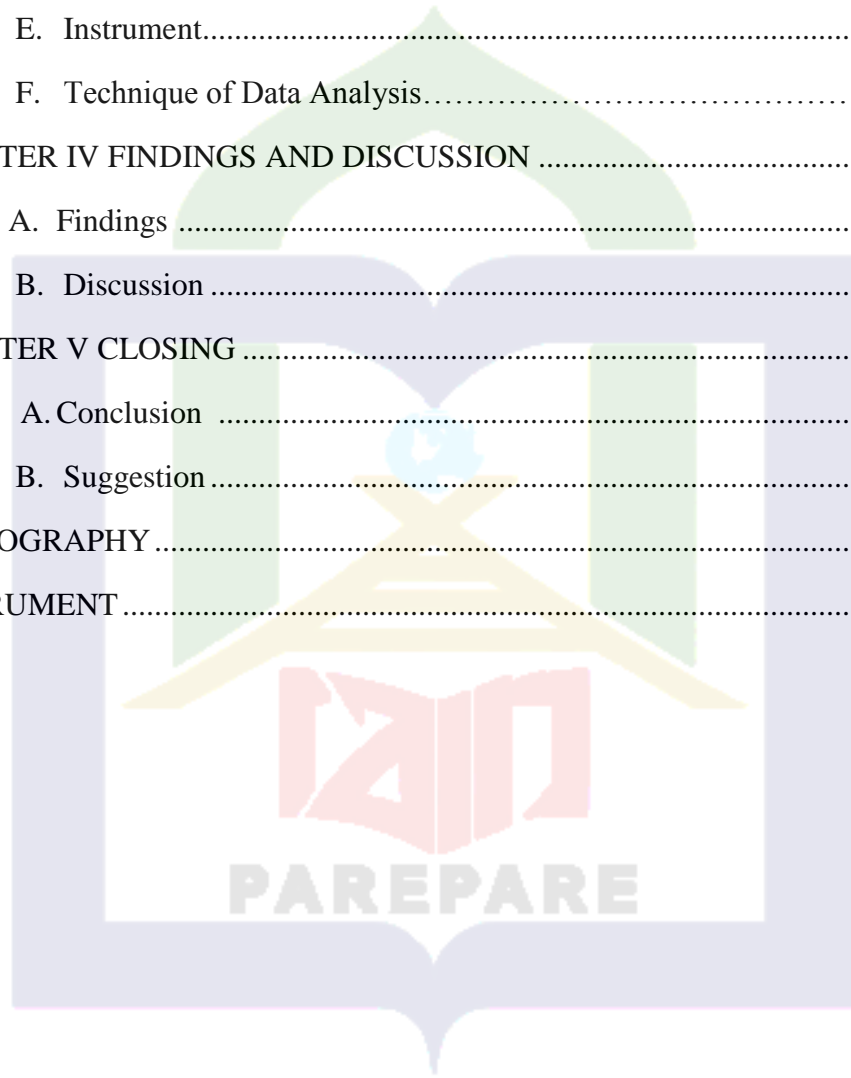 E. Instrument........................................................................................
F. Technique of Data Analysis…………………………………………
TER IV FINDINGS AND DISCUSSION ........................................
A. Findings .......................................................................................
B. Discussion ...................................................................................
TER V CLOSING ...............................................................................
A. Conclusion ..................................................................................
B. Suggestion ...................................................................................
OGRAPHY ..........................................................................................
RUMENT ..............................................................................................
PAREPARE